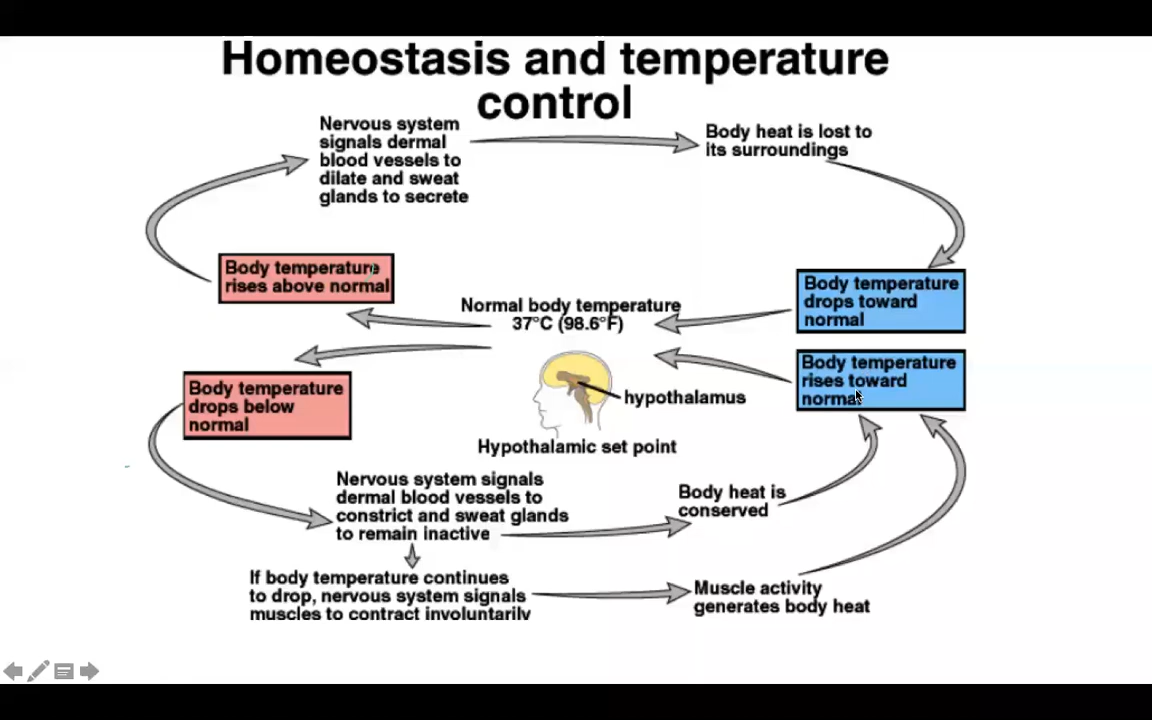 Homeostasis and temperature
control
Nervous system
signals dermal
blood vessels to
dilate and sweat
glands to secrete
Body heat is lost to
its surroundings
Body temperature
rises above normal
Normal body temperature
37°C (98.6°F)
Body temperature
drops toward
normal
Body temperature
rises toward
normal
Body temperature
drops below
normal
hypothalamus
Hypothalamic set point
Nervous system signals
dermal blood vessels to
constrict and sweat glands
to remain inactive
Body heat is
conserved
If body temperature continues
to drop, nervous system signals
muscles to contract involuntarily
Muscle activity
generates body heat